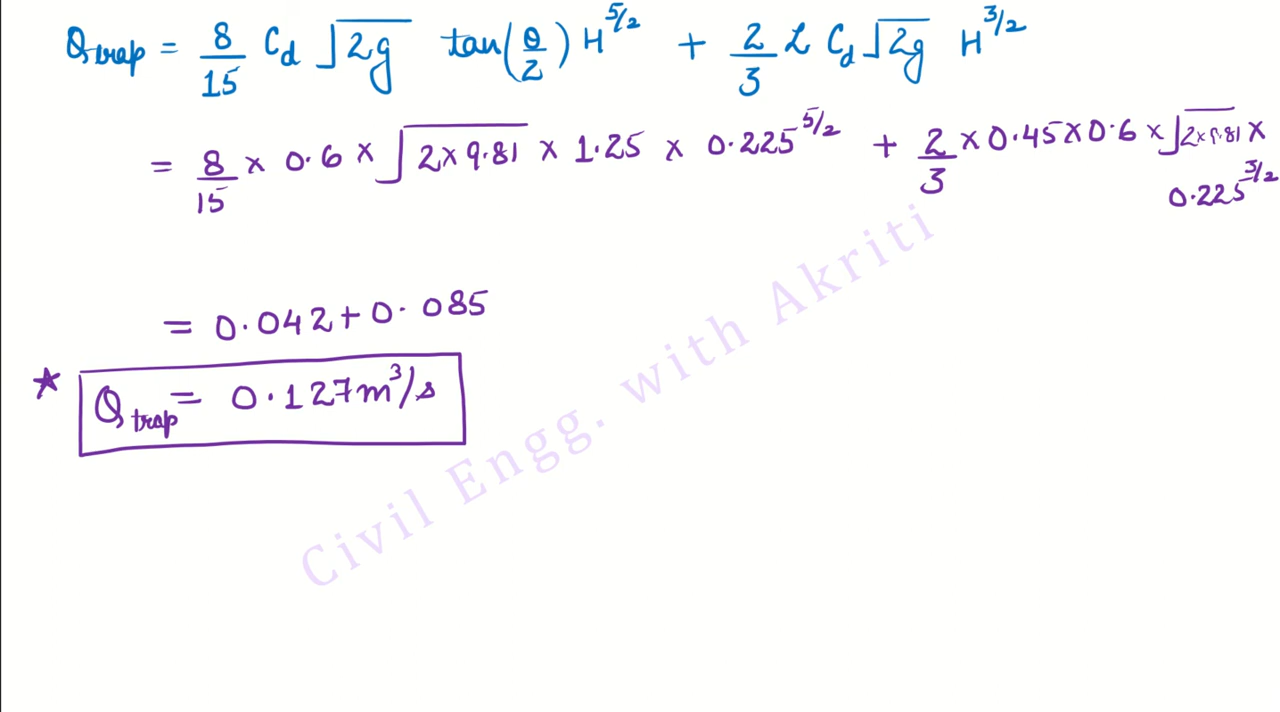 Q trap = 8/15 Cd √2g tan(θ/2) H^5/2 + 2/3 L Cd √2g H^3/2
= 8/15 × 0.6 × √2×9.81 × 1.25 × 0.225^5/2 + 2/3 × 0.45 × 0.6 × √2×9.81 ×
0.225^3/2
= 0.042 + 0.085
★ Q trap = 0.127 m³/s
Civil Engg. with Akriti